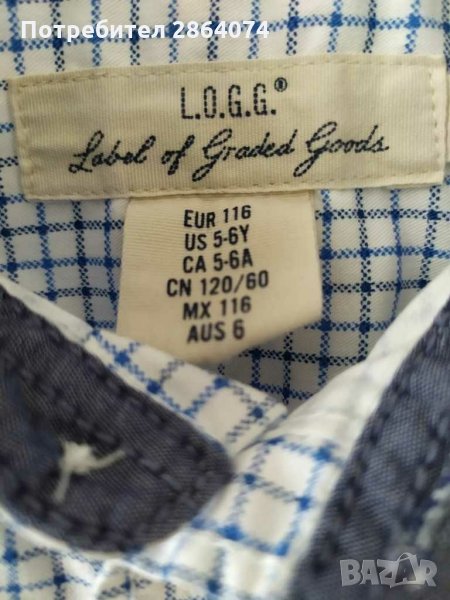 Потребител 2864074
L.O.G.G.®
Label of Graded Goods
EUR 116
US 5-6Y
CA 5-6A
CN 120/60
MX 116
AUS 6
BAZAR